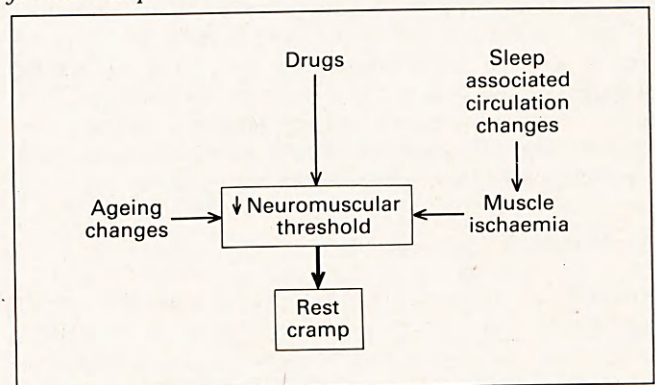 Drugs
Sleep
associated
circulation
changes
Ageing
changes
↓ Neuromuscular
threshold
Muscle
ischaemia
Rest
cramp